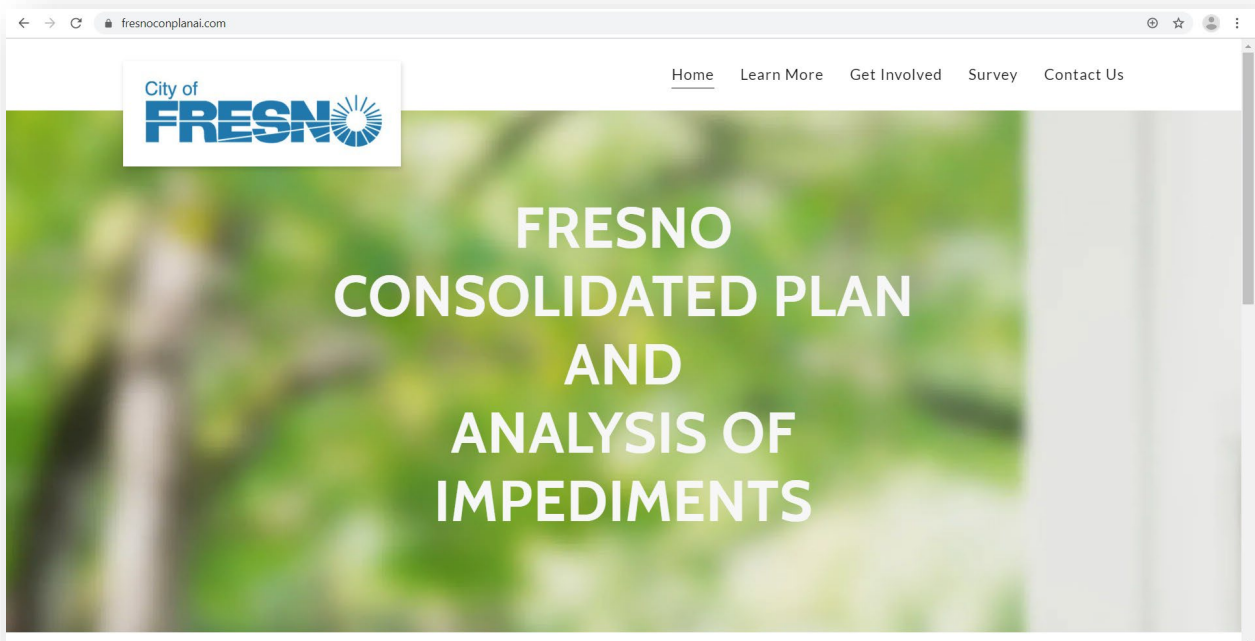 fresnoconplanai.com
City of
FRESNO
Home Learn More Get Involved Survey Contact Us
FRESNO
CONSOLIDATED PLAN
AND
ANALYSIS OF
IMPEDIMENTS